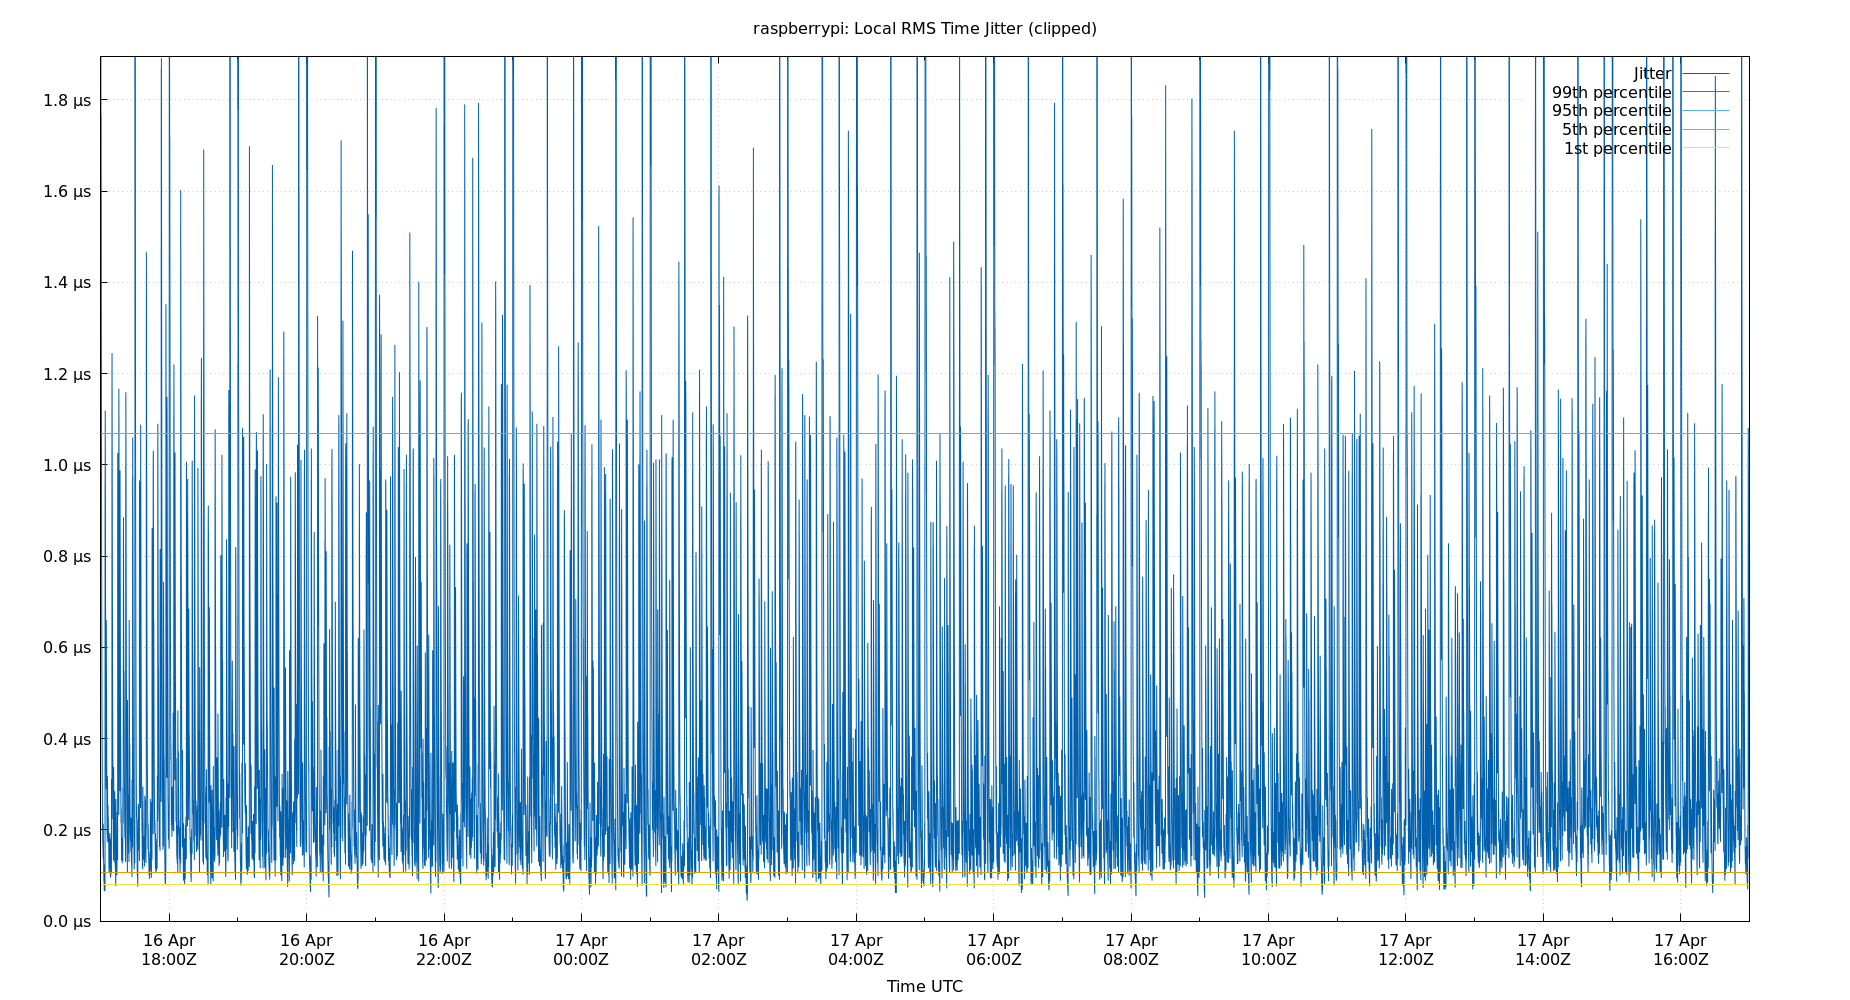 raspberrypi: Local RMS Time Jitter (clipped)
Jitter
99th percentile
95th percentile
5th percentile
1st percentile
1.8 µs
1.6 µs
1.4 µs
1.2 µs
1.0 µs
0.8 µs
0.6 µs
0.4 µs
0.2 µs
0.0 µs
16 Apr 16 Apr 16 Apr 17 Apr 17 Apr 17 Apr 17 Apr 17 Apr 17 Apr 17 Apr 17 Apr 17 Apr
18:00Z 20:00Z 22:00Z 00:00Z 02:00Z 04:00Z 06:00Z 08:00Z 10:00Z 12:00Z 14:00Z 16:00Z
Time UTC